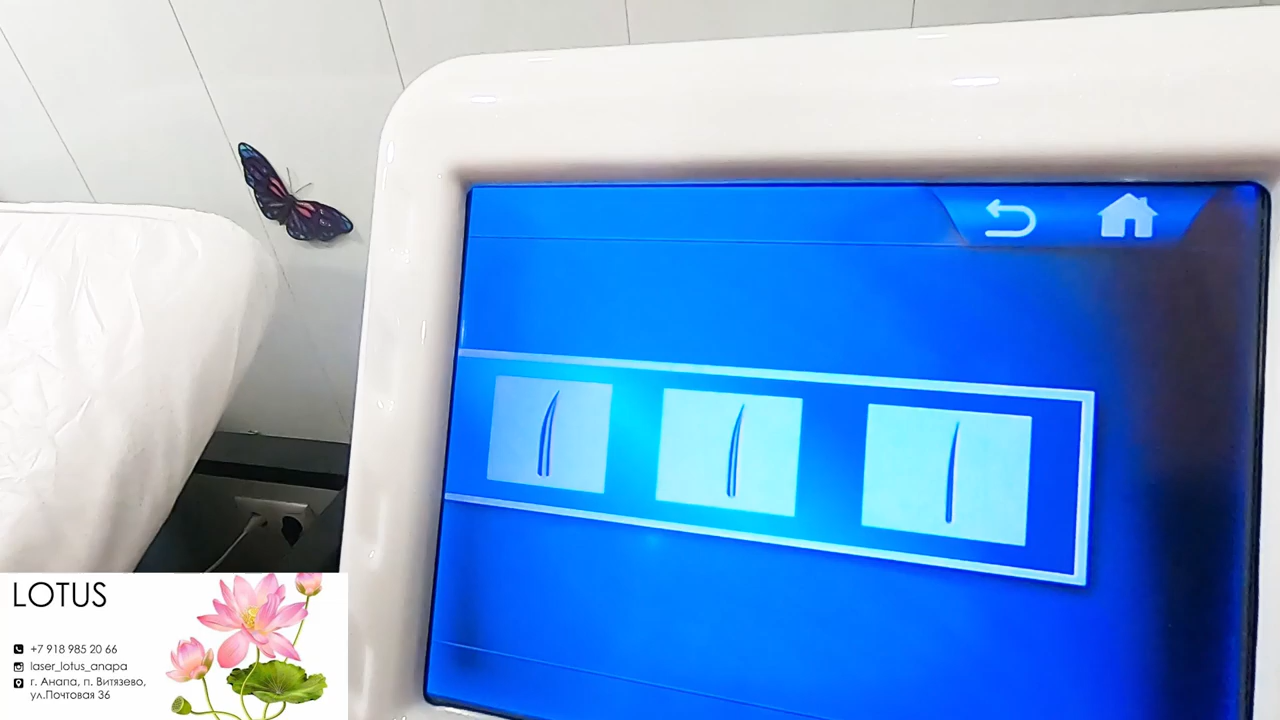 LOTUS
+7 918 985 20 66
laser_lotus_anapa
г. Анапа, п. Витязево,
ул.Почтовая 36